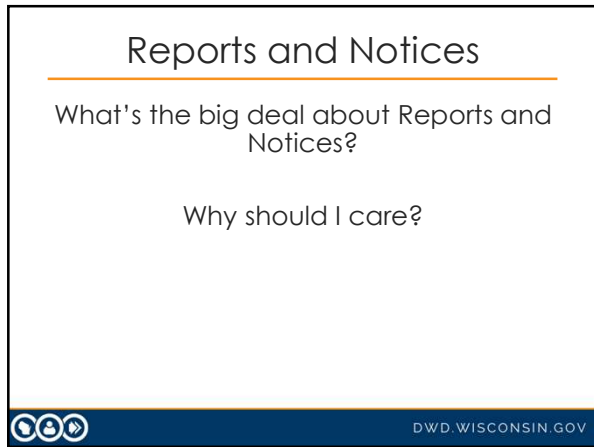 Reports and Notices
What's the big deal about Reports and
Notices?
Why should I care?
DWD.WISCONSIN.GOV